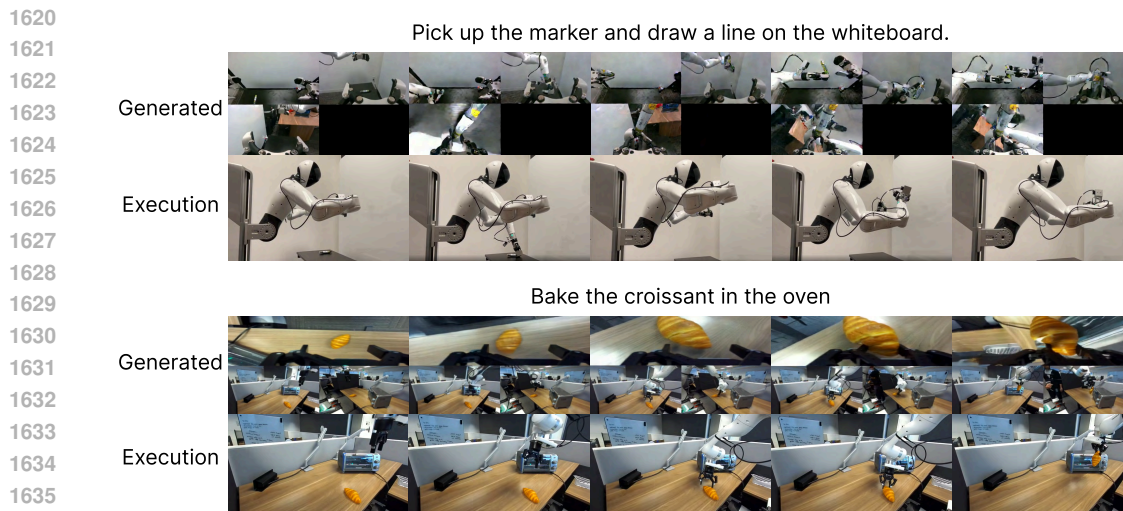 1620
Pick up the marker and draw a line on the whiteboard.
1621
1622
1623
Generated
1624
1625
1626
Execution
1627
1628
1629
Bake the croissant in the oven
1630
1631
Generated
1632
1633
1634
Execution
1635